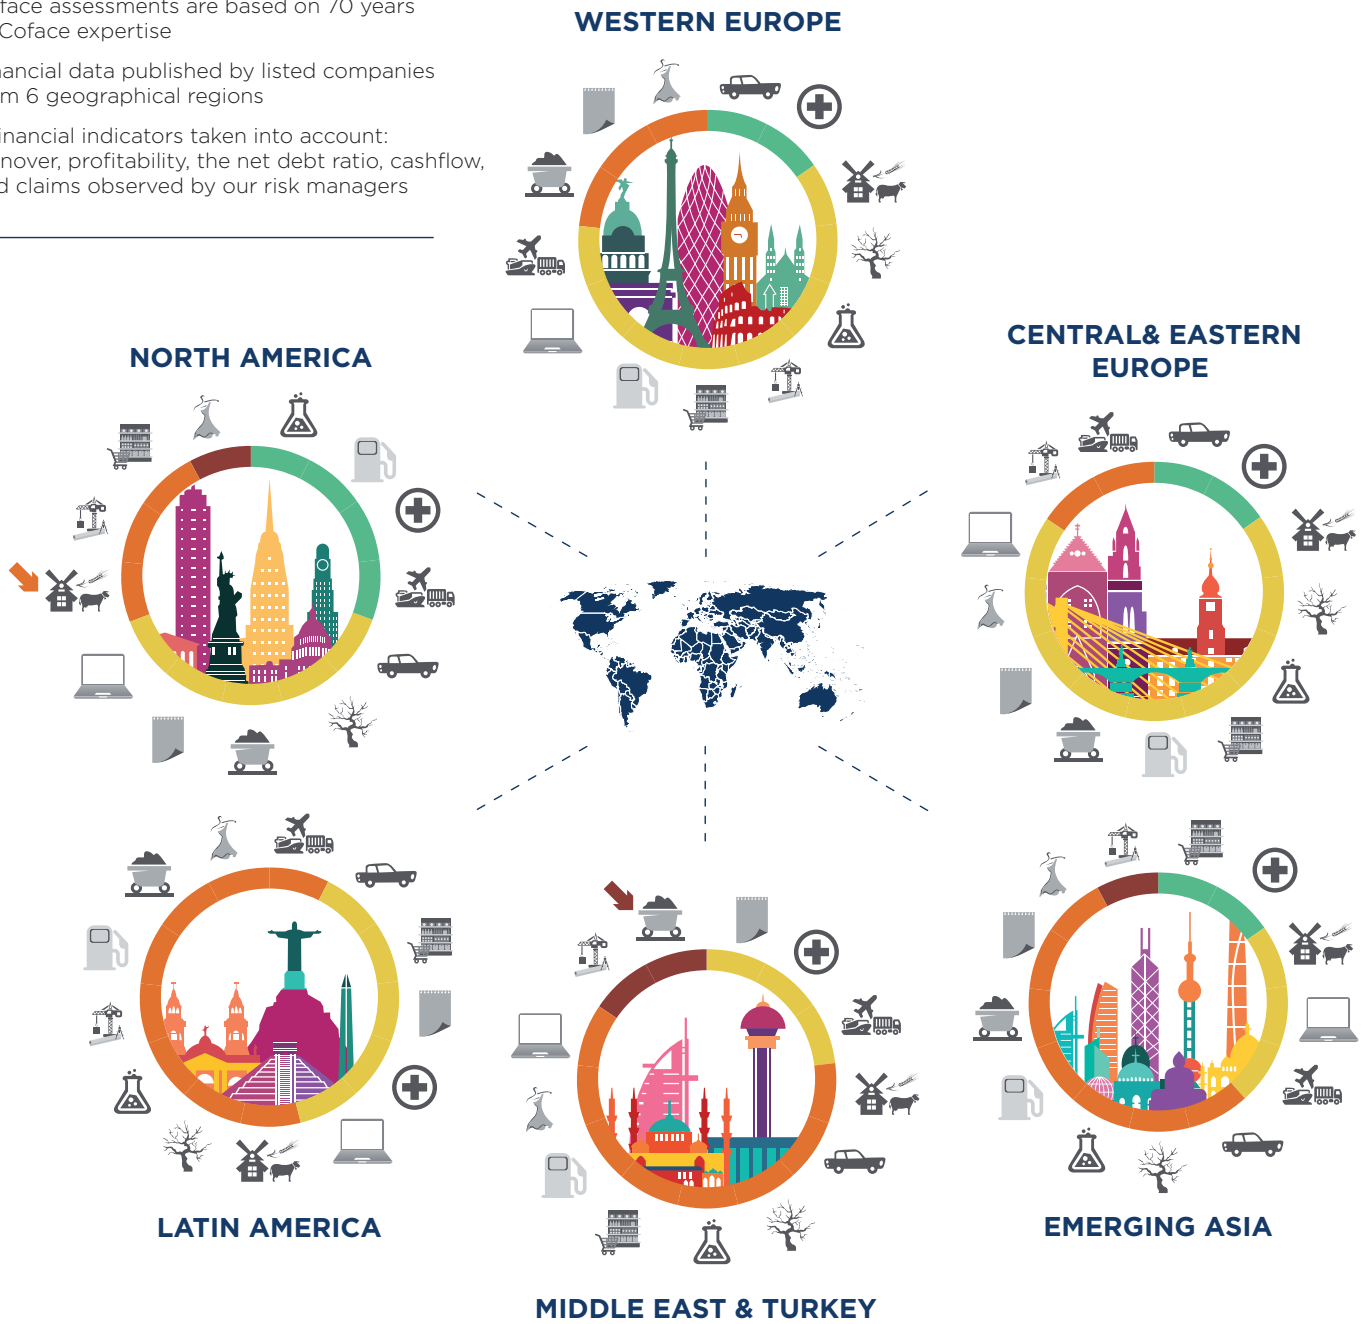 face assessments are based on 70 years
Coface expertise
ancial data published by listed companies
m 6 geographical regions
inancial indicators taken into account:
nover, profitability, the net debt ratio, cashflow,
d claims observed by our risk managers
WESTERN EUROPE
NORTH AMERICA
CENTRAL& EASTERN
EUROPE
LATIN AMERICA
EMERGING ASIA
MIDDLE EAST & TURKEY